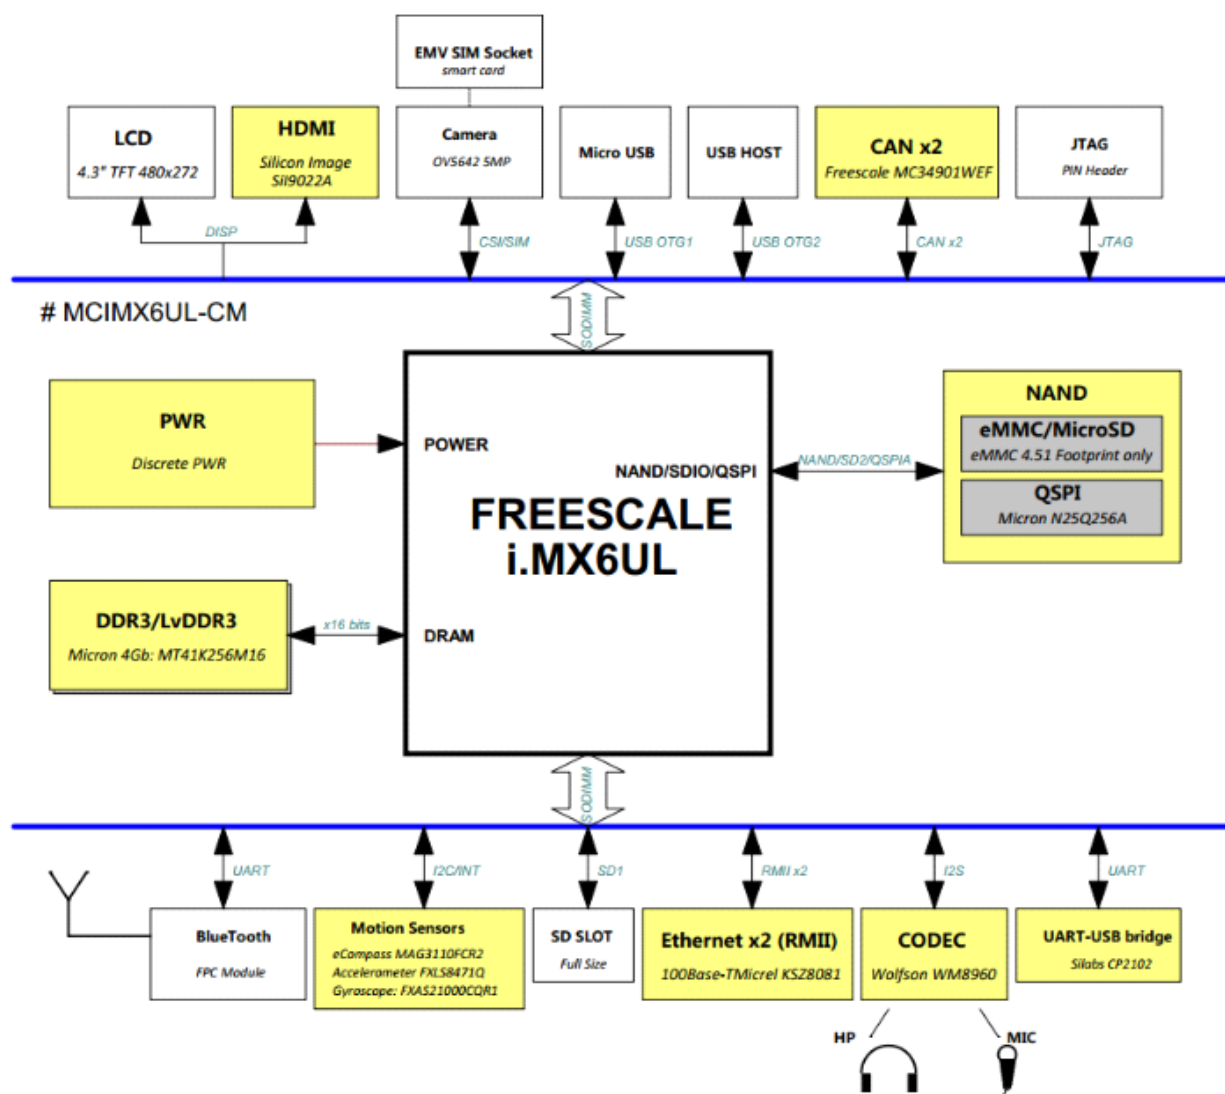 EMV SIM Socket
smart card
LCD
4.3" TFT 480x272
HDMI
Silicon Image
SiI9022A
Camera
OV5642 5MP
Micro USB
USB HOST
CAN x2
Freescale MC34901WEF
JTAG
PIN Header
DISP
CSI/SIM
USB OTG1
USB OTG2
CAN x2
JTAG
# MCIMX6UL-CM
SODIMM
PWR
Discrete PWR
POWER
NAND/SDIO/QSPI
NAND/SD2/QSPIA
NAND
eMMC/MicroSD
eMMC 4.51 Footprint only
QSPI
Micron N25Q256A
FREESCALE
i.MX6UL
DDR3/LvDDR3
Micron 4Gb: MT41K256M16
x16 bits
DRAM
SODIMM
UART
I2C/INT
SD1
RMII x2
I2S
UART
BlueTooth
FPC Module
Motion Sensors
eCompass MAG3110FCR2
Accelerometer FXLS8471Q
Gyroscape: FXAS21000CQR1
SD SLOT
Full Size
Ethernet x2 (RMII)
100Base-TMicrel KSZ8081
CODEC
Wolfson WM8960
UART-USB bridge
Silabs CP2102
HP
MIC